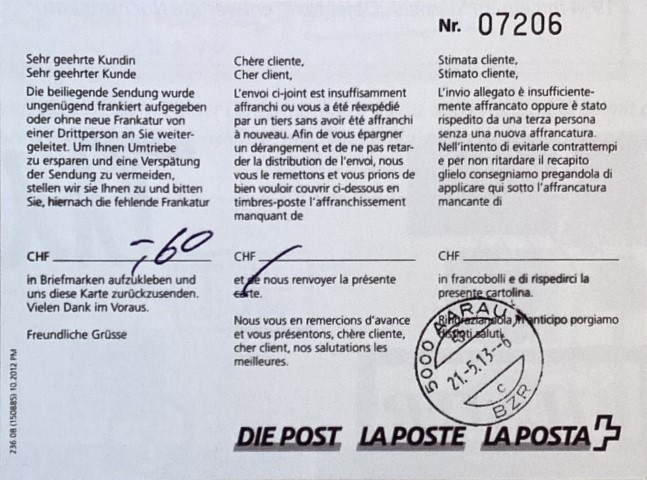 Nr. 07206
Sehr geehrte Kundin
Sehr geehrter Kunde
Die beiliegende Sendung wurde
ungenügend frankiert aufgegeben
oder ohne neue Frankatur von
einer Drittperson an Sie weiter-
geleitet. Um Ihnen Umtriebe
zu ersparen und eine Verspätung
der Sendung zu vermeiden,
stellen wir sie Ihnen zu und bitten
Sie, hiernach die fehlende Frankatur
CHF -,60
in Briefmarken aufzukleben und
uns diese Karte zurückzusenden.
Vielen Dank im Voraus.
Freundliche Grüsse
Chère cliente,
Cher client,
L'envoi ci-joint est insuffisamment
affranchi ou vous a été réexpédié
par un tiers sans avoir été affranchi
à nouveau. Afin de vous épargner
un dérangement et de ne pas retar-
der la distribution de l'envoi, nous
vous le remettons et vous prions de
bien vouloir couvrir ci-dessous en
timbres-poste l'affranchissement
manquant de
CHF
et de nous renvoyer la présente
carte.
Nous vous en remercions d'avance
et vous présentons, chère cliente,
cher client, nos salutations les
meilleures.
Stimata cliente,
Stimato cliente,
L'invio allegato è insufficiente-
mente affrancato oppure è stato
rispedito da una terza persona
senza una nuova affrancatura.
Nell'intento di evitarle contrattempi
e per non ritardare il recapito
glielo consegniamo pregandola di
applicare qui sotto l'affrancatura
mancante di
CHF
in francobolli e di rispedirci la
presente cartolina.
Ringraziandola in anticipo porgiamo
distinti saluti.
5000 AARAU
21.-5.13--6
C
BZR
236.08 (150885) 10.2012 PM
DIE POST LA POSTE LA POSTA